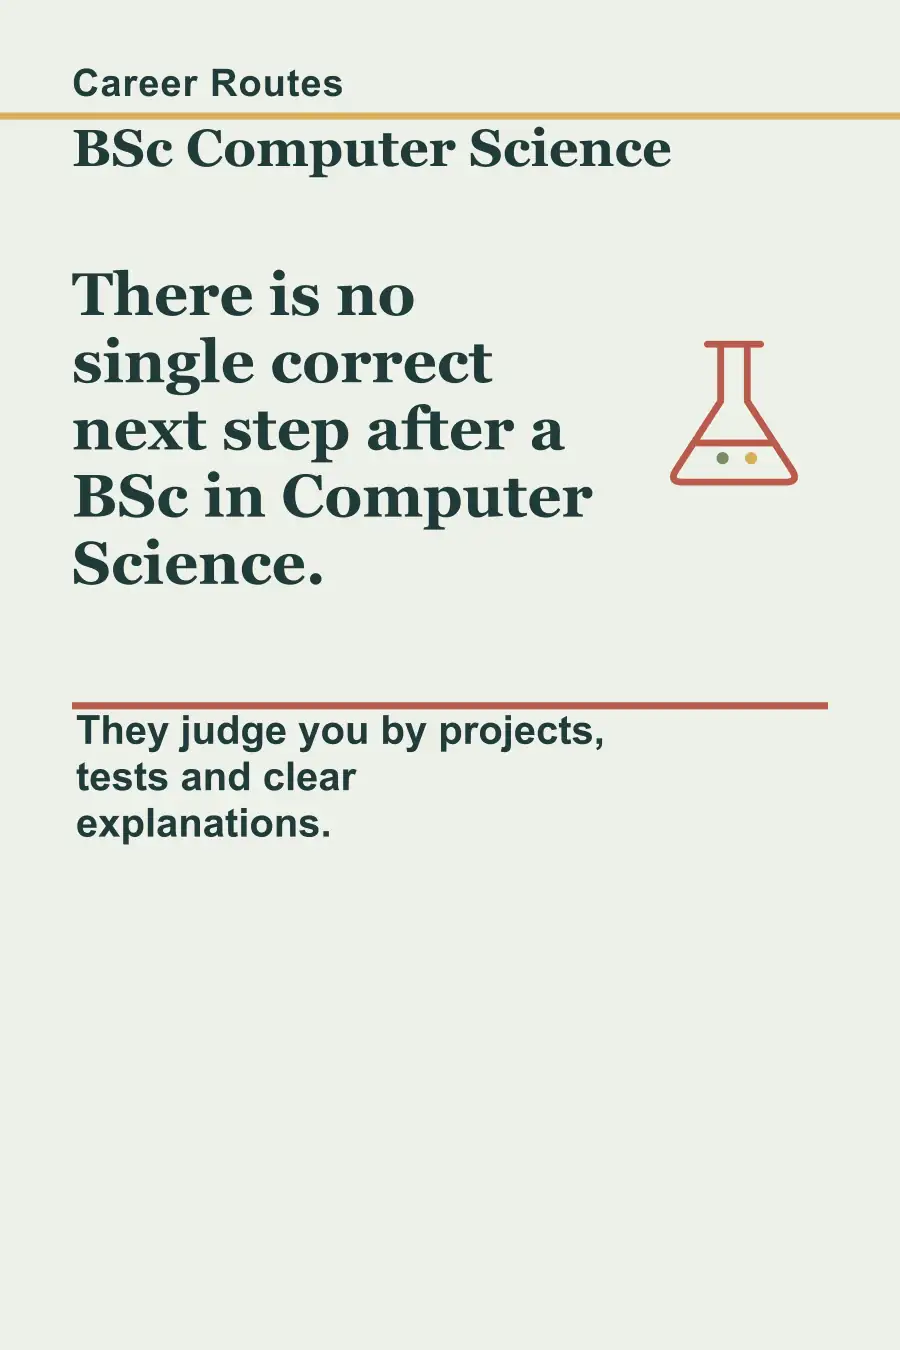 Career Routes
BSc Computer Science
There is no
single correct
next step after a
BSc in Computer
Science.
They judge you by projects,
tests and clear
explanations.